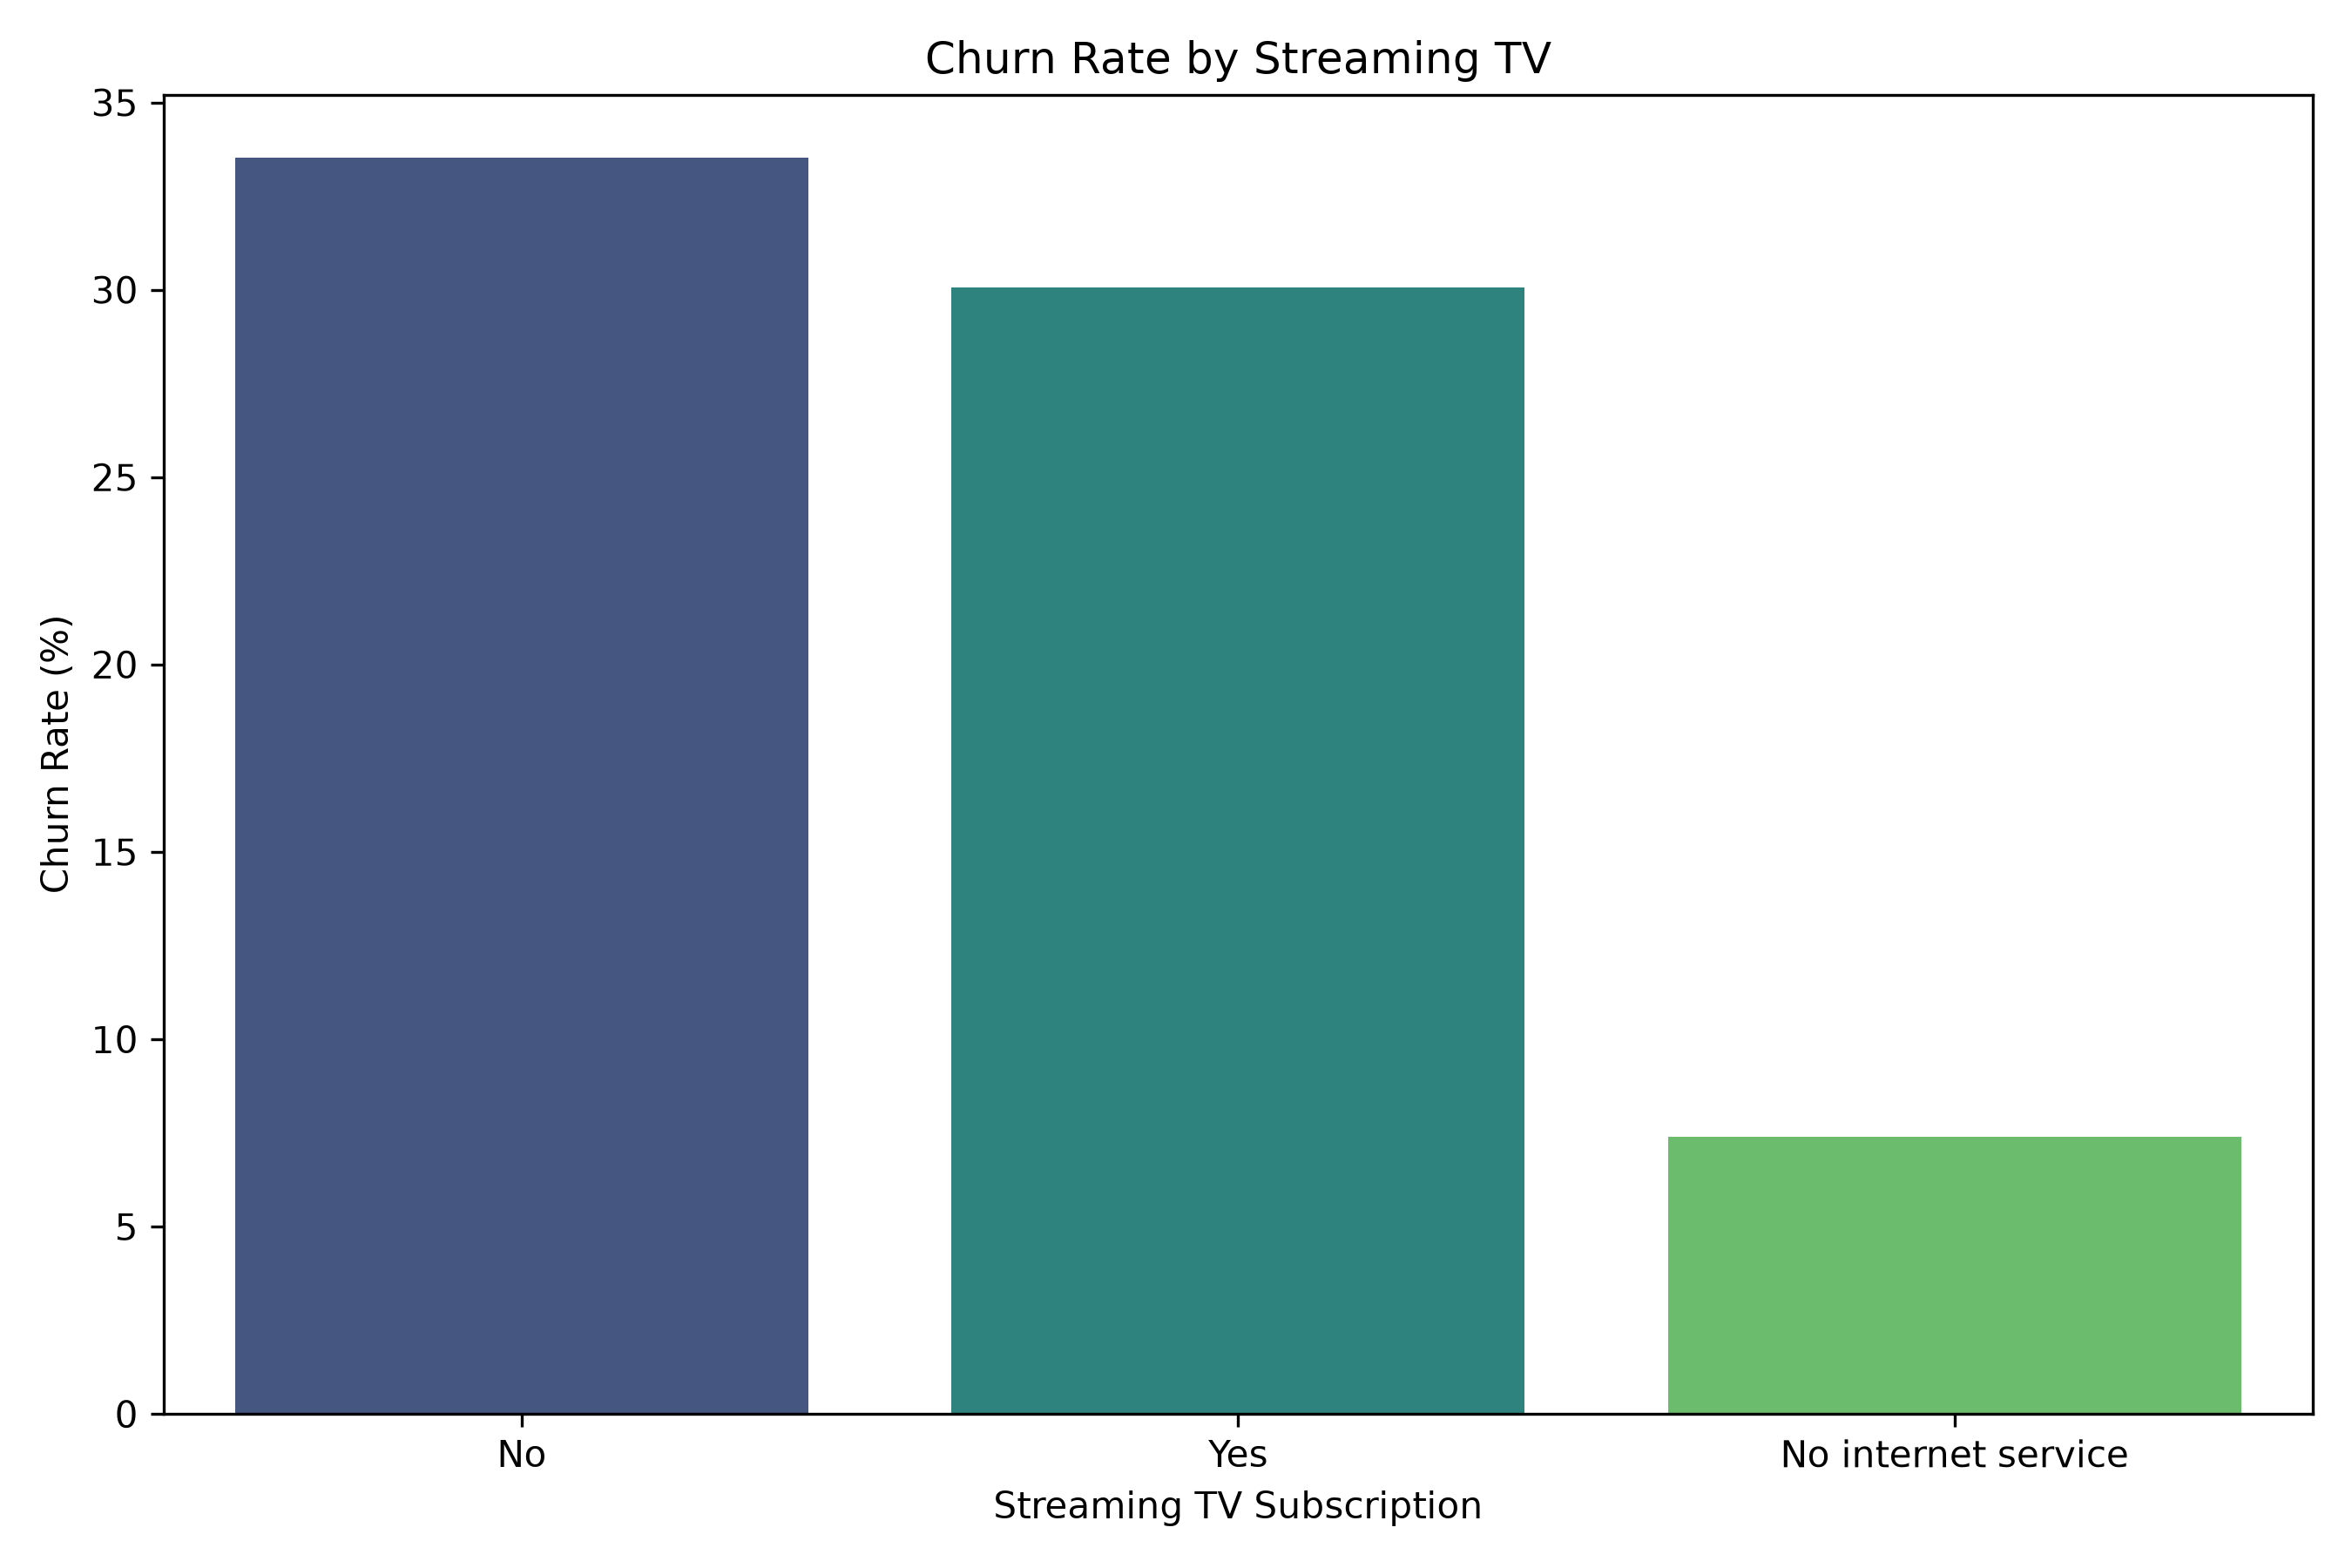 Churn Rate by Streaming TV
35
30
25
20
15
10
5
0
Churn Rate (%)
No
Yes
No internet service
Streaming TV Subscription